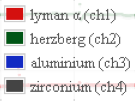 lyman α (ch1)
herzberg (ch2)
aluminium (ch3)
zirconium (ch4)